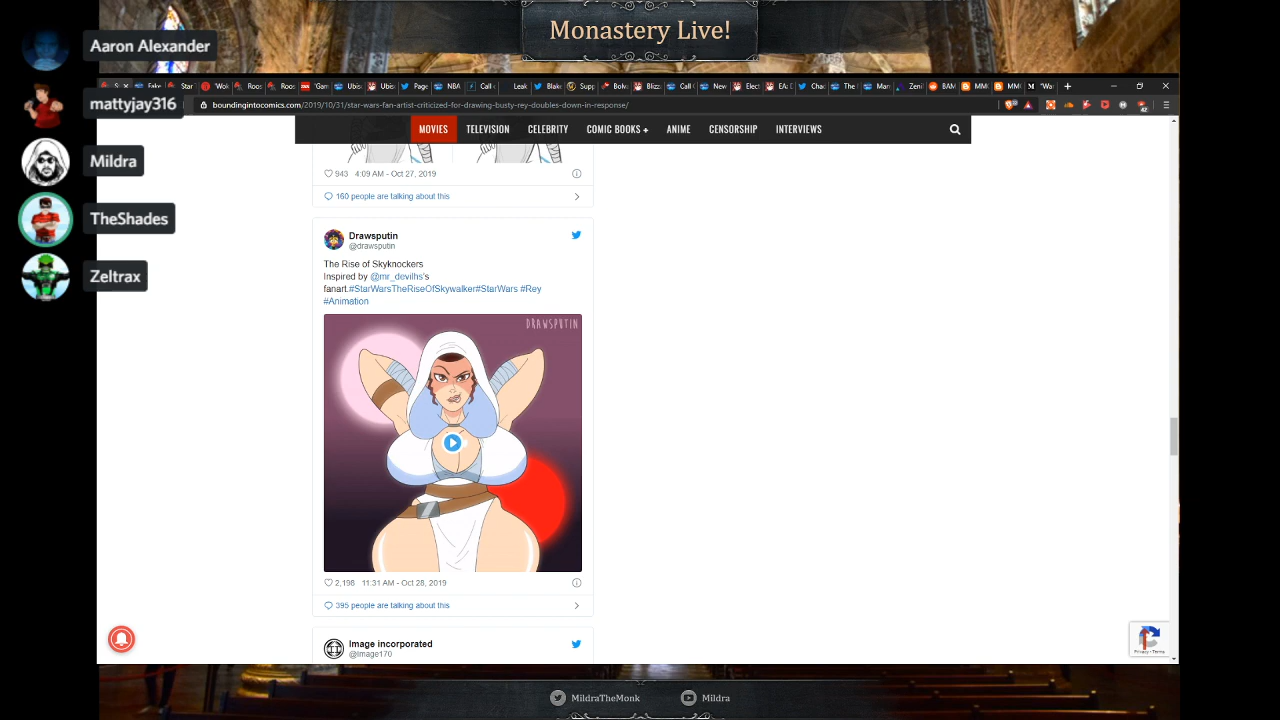 Monastery Live!
Aaron Alexander
mattyjay316
Mildra
TheShades
Zeltrax
boundingintocomics.com/2019/10/31/star-wars-fan-artist-criticized-for-drawing-busty-rey-doubles-down-in-response/
MOVIES TELEVISION CELEBRITY COMIC BOOKS + ANIME CENSORSHIP INTERVIEWS
943 4:09 AM - Oct 27, 2019
160 people are talking about this
Drawsputin
@drawsputin
The Rise of Skyknockers
Inspired by @mr_devilhs's
fanart.#StarWarsTheRiseOfSkywalker#StarWars #Rey
#Animation
DRAWSPUTIN
2,198 11:31 AM - Oct 28, 2019
395 people are talking about this
Image incorporated
@Image170
Privacy - Terms
MildraTheMonk Mildra